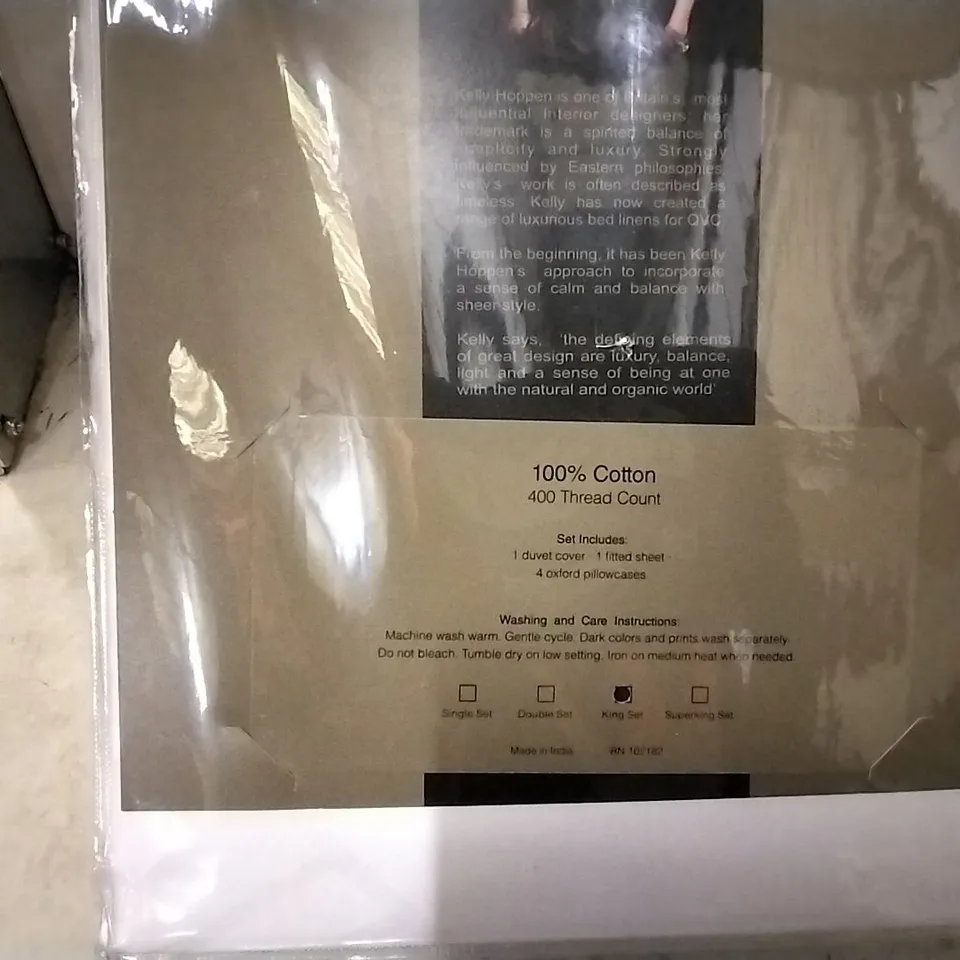 Kelly Hoppen is one of Britain's most
influential interior designers, her
trademark is a spirited balance of
simplicity and luxury. Strongly
influenced by Eastern philosophies,
Kelly's work is often described as
timeless. Kelly has now created a
range of luxurious bed linens for QVC
From the beginning, it has been Kelly
Hoppen's approach to incorporate
a sense of calm and balance with
sheer style.
Kelly says, 'the defining elements
of great design are luxury, balance,
light and a sense of being at one
with the natural and organic world'
100% Cotton
400 Thread Count
Set Includes:
1 duvet cover 1 fitted sheet
4 oxford pillowcases
Washing and Care Instructions:
Machine wash warm. Gentle cycle. Dark colors and prints wash separately.
Do not bleach. Tumble dry on low setting. Iron on medium heat when needed.
Single Set Double Set King Set Superking Set
Made in India RN